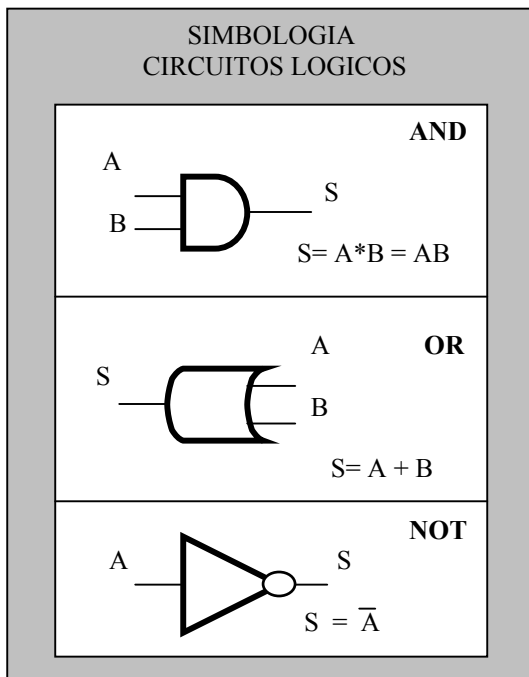 SIMBOLOGIA
CIRCUITOS LOGICOS
AND
A
S
B
S= A*B = AB
A
OR
S
B
S= A + B
NOT
A
S
S = A̅